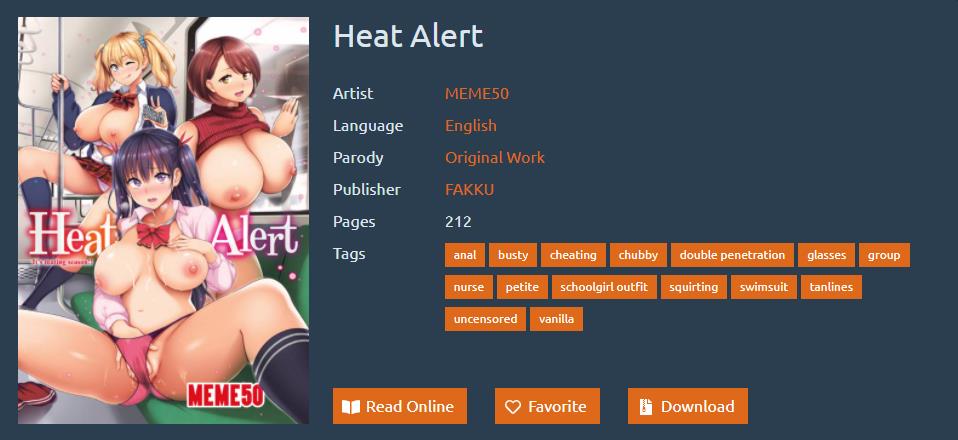 Heat Alert
It's mating season!!
MEME50
Heat Alert
Artist MEME50
Language English
Parody Original Work
Publisher FAKKU
Pages 212
Tags anal busty cheating chubby double penetration glasses group
nurse petite schoolgirl outfit squirting swimsuit tanlines
uncensored vanilla
Read Online Favorite Download